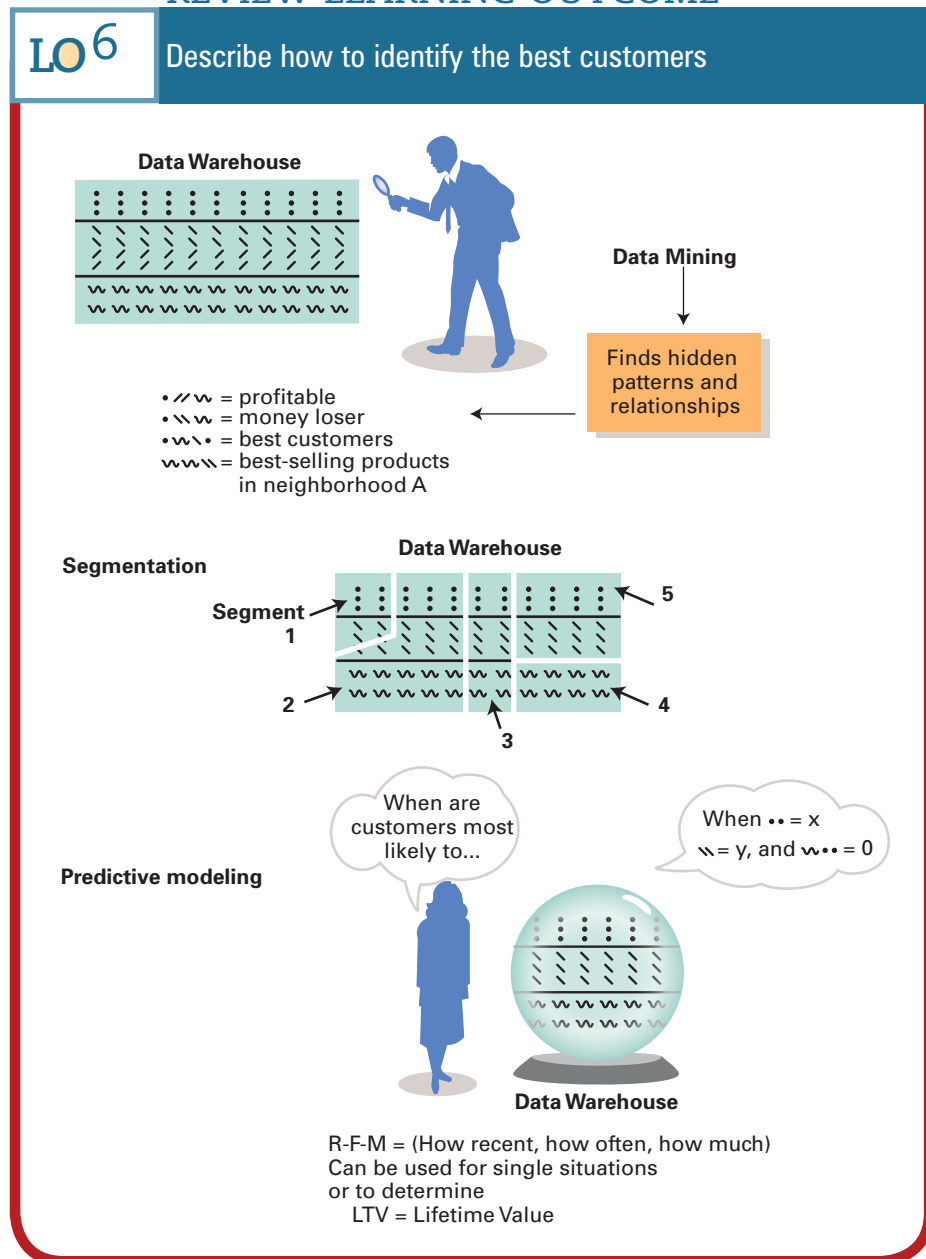 REVIEW LEARNING OUTCOME
LO6
Describe how to identify the best customers
Data Warehouse
Data Mining
Finds hidden
patterns and
relationships
= profitable
= money loser
= best customers
= best-selling products
in neighborhood A
Segmentation
Data Warehouse
Segment
1
5
2
4
3
When are
customers most
likely to...
When •• = x
= y, and •• = 0
Predictive modeling
Data Warehouse
R-F-M = (How recent, how often, how much)
Can be used for single situations
or to determine
LTV = Lifetime Value